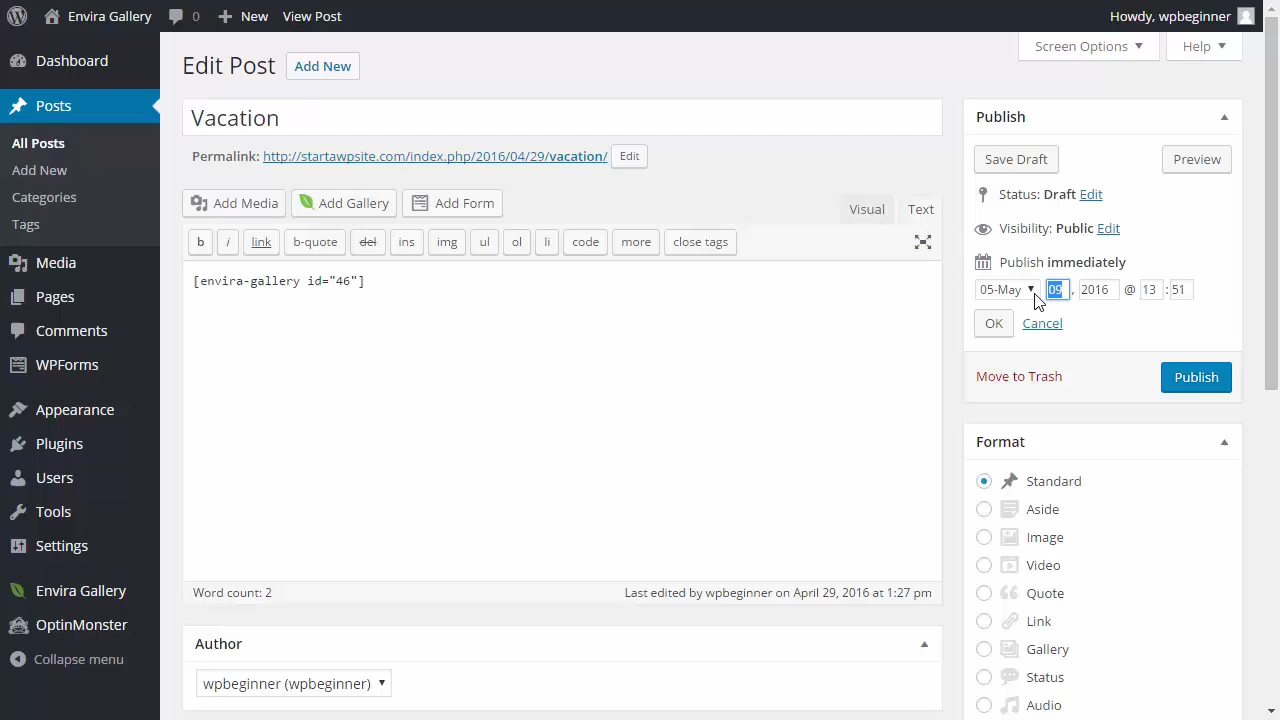 Envira Gallery 0 New View Post Howdy, wpbeginner
Screen Options Help
Dashboard
Posts
All Posts
Add New
Categories
Tags
Media
Pages
Comments
WPForms
Appearance
Plugins
Users
Tools
Settings
Envira Gallery
OptinMonster
Collapse menu
Edit Post Add New
Vacation
Permalink: http://startawpsite.com/index.php/2016/04/29/vacation/ Edit
Add Media Add Gallery Add Form Visual Text
b i link b-quote del ins img ul ol li code more close tags
[envira-gallery id="46"]
Word count: 2 Last edited by wpbeginner on April 29, 2016 at 1:27 pm
Author
wpbeginner (wpbeginner)
Publish
Save Draft Preview
Status: Draft Edit
Visibility: Public Edit
Publish immediately
05-May 09, 2016 @ 13:51
OK Cancel
Move to Trash Publish
Format
Standard
Aside
Image
Video
Quote
Link
Gallery
Status
Audio